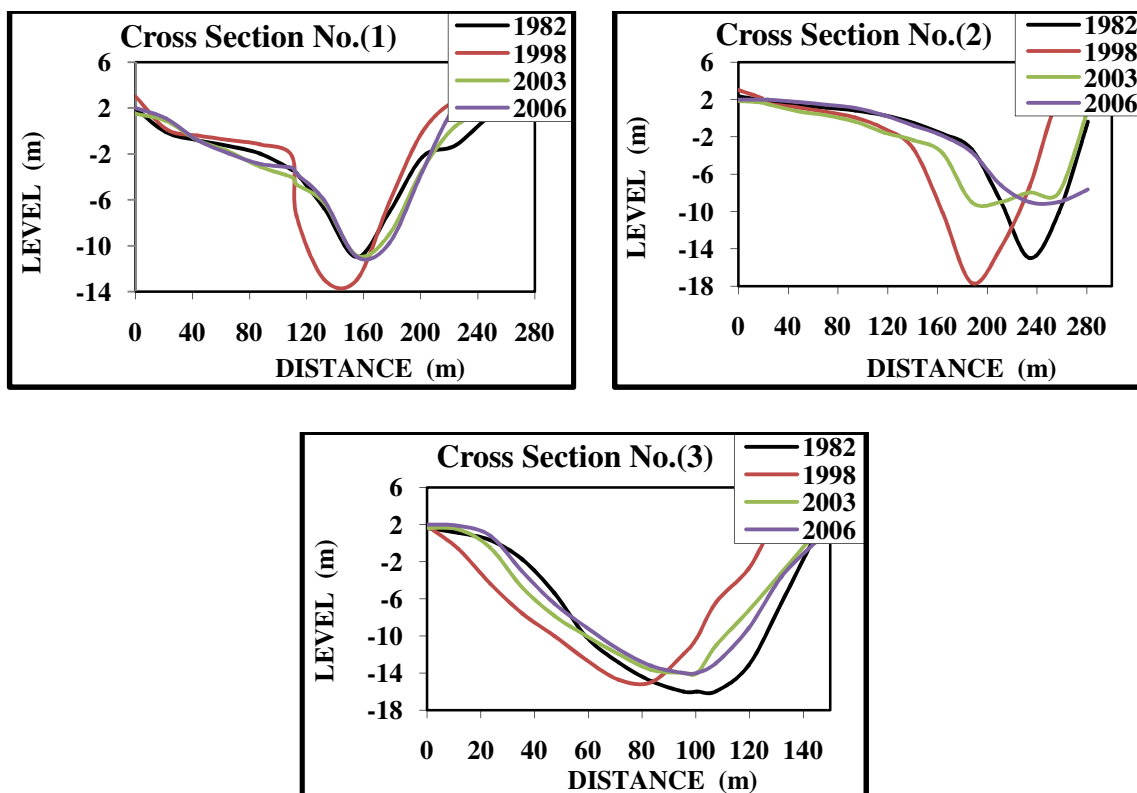 Cross Section No.(1)
1982
1998
2003
2006
6
2
-2
-6
-10
-14
LEVEL (m)
0 40 80 120 160 200 240 280
DISTANCE (m)
Cross Section No.(2)
1982
1998
2003
2006
6
2
-2
-6
-10
-14
-18
LEVEL (m)
0 40 80 120 160 200 240 280
DISTANCE (m)
Cross Section No.(3)
1982
1998
2003
2006
6
2
-2
-6
-10
-14
-18
LEVEL (m)
0 20 40 60 80 100 120 140
DISTANCE (m)